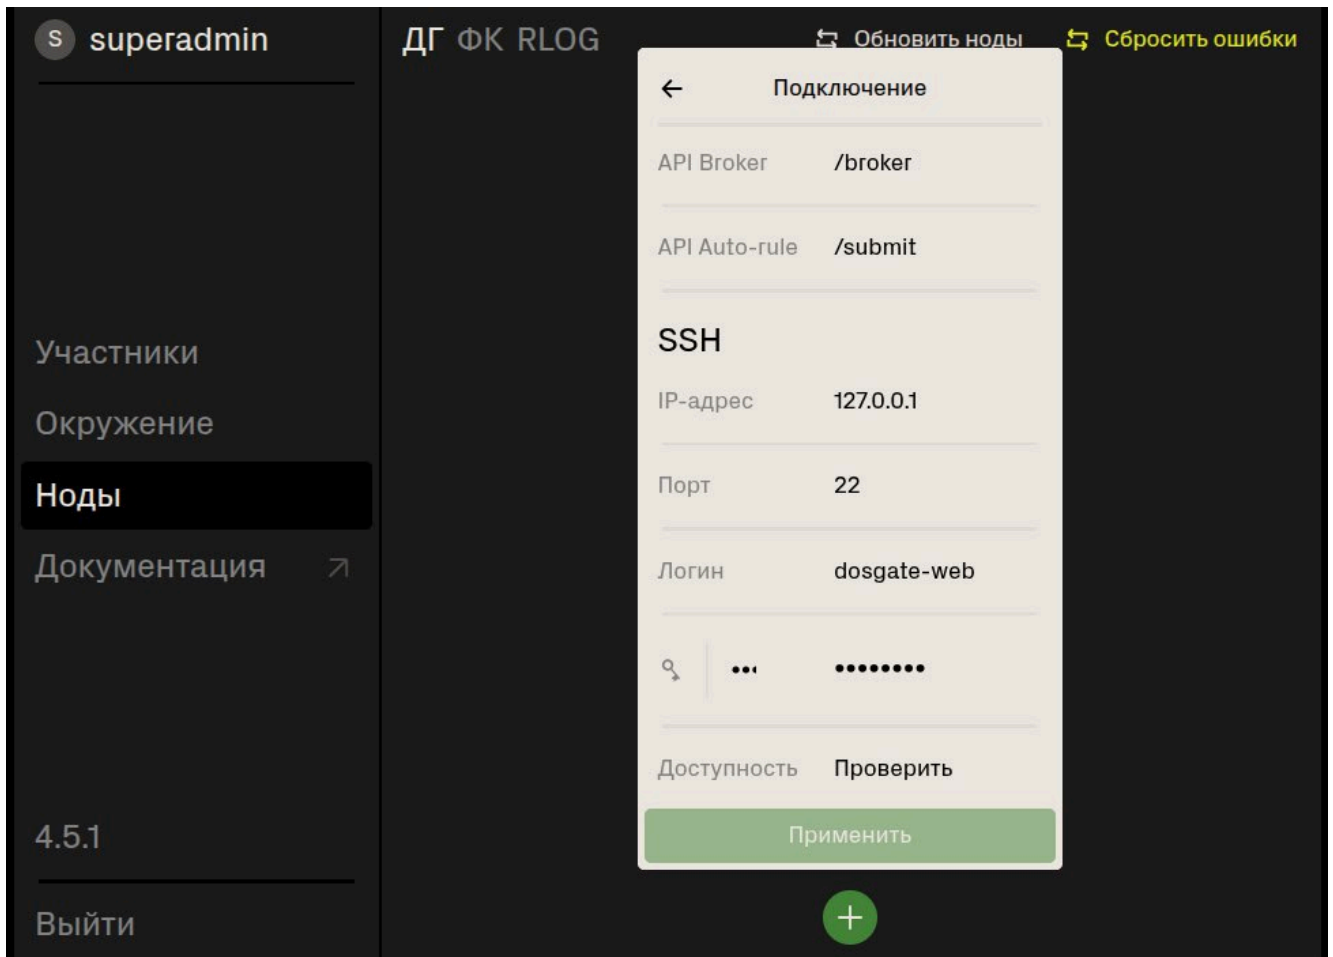 S superadmin
ДГ ФК RLOG
Обновить ноды
Сбросить ошибки
Подключение
API Broker /broker
API Auto-rule /submit
SSH
IP-адрес 127.0.0.1
Порт 22
Логин dosgate-web
Доступность Проверить
Применить
Участники
Окружение
Ноды
Документация
4.5.1
Выйти